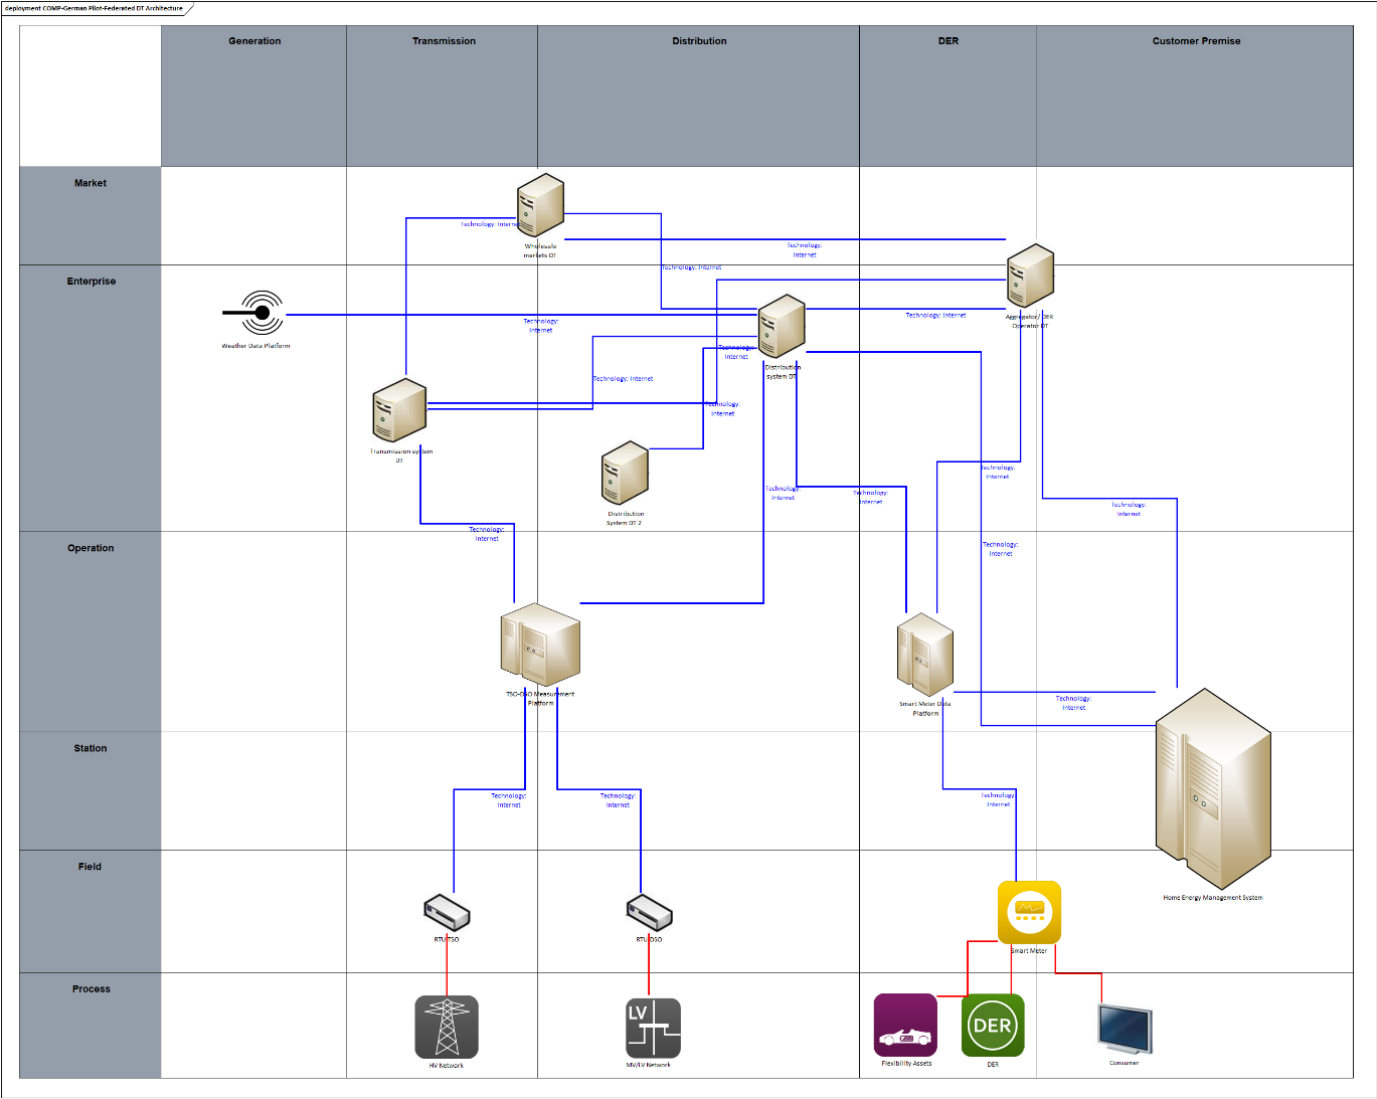 deployment COMP-German Pilot-Federated DT Architecture
Generation
Transmission
Distribution
DER
Customer Premise
Market
Technology: Interne
Wholesale
markets DT
Technology:
Internet
Technology: Internet
Enterprise
Aggregator/ DER
Operator DT
Technology: Internet
Technology:
Internet
Weather Data Platform
Technology:
Internet
Distribution
system DT
Technology: Internet
Technology:
Internet
Transmission system
DT
Technology:
Internet
Technology:
Internet
Technology:
Internet
Technology:
Internet
Distribution
System DT 2
Technology:
Internet
Operation
Technology:
Internet
Technology:
Internet
TSO-DSO Measurement
Platform
Smart Meter Data
Platform
Technology:
Internet
Station
Technology:
Internet
Technology:
Internet
Technology:
Internet
Field
Home Energy Management System
RTU TSO
RTU DSO
Smart Meter
Process
LV
DER
HV Network
MV/LV Network
Flexibility Assets
DER
Consumer